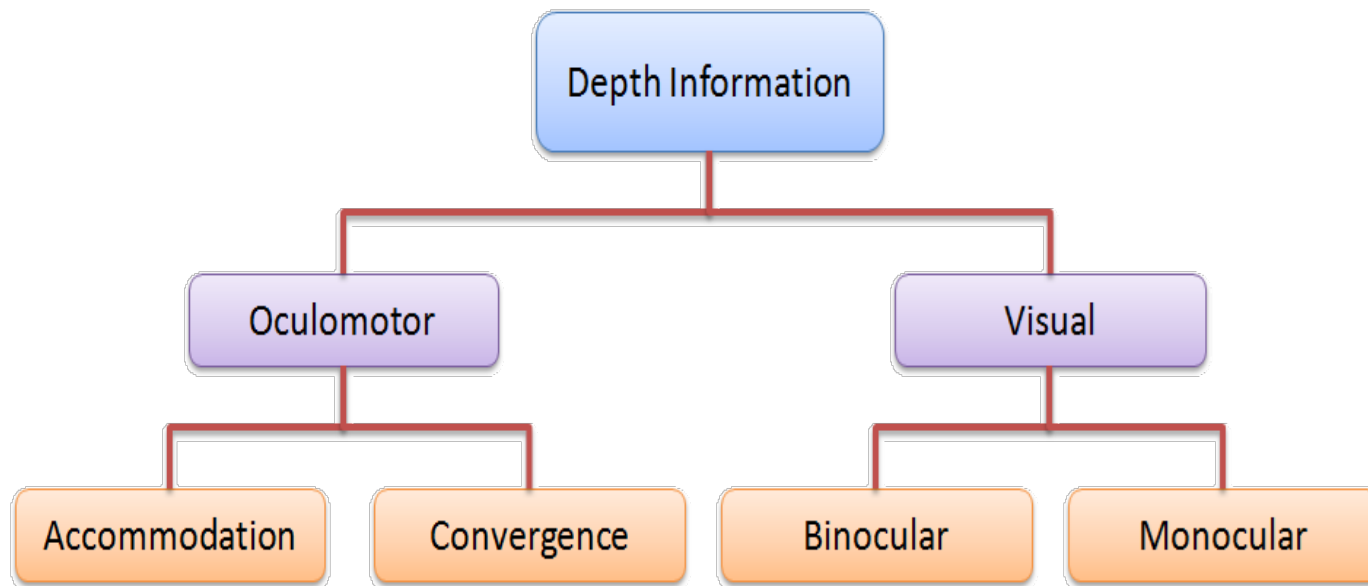 Depth Information
Oculomotor
Visual
Accommodation
Convergence
Binocular
Monocular